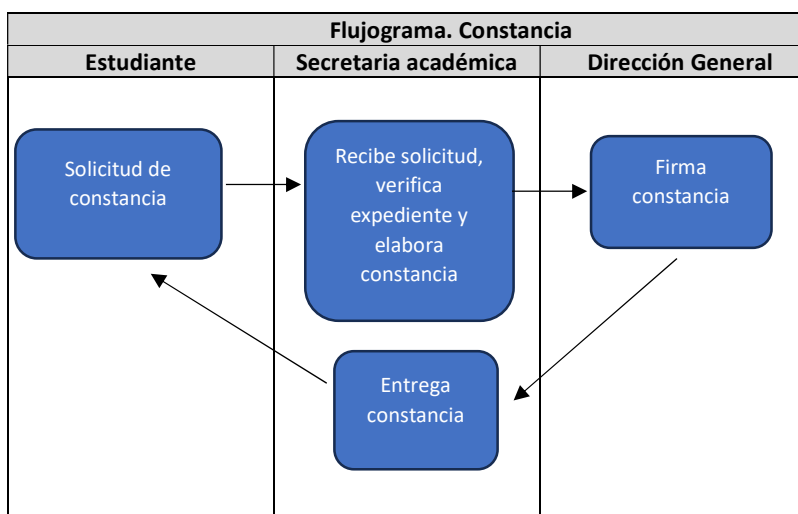 Flujograma. Constancia
Estudiante
Secretaria académica
Dirección General
Solicitud de
constancia
Recibe solicitud,
verifica
expediente y
elabora
constancia
Firma
constancia
Entrega
constancia